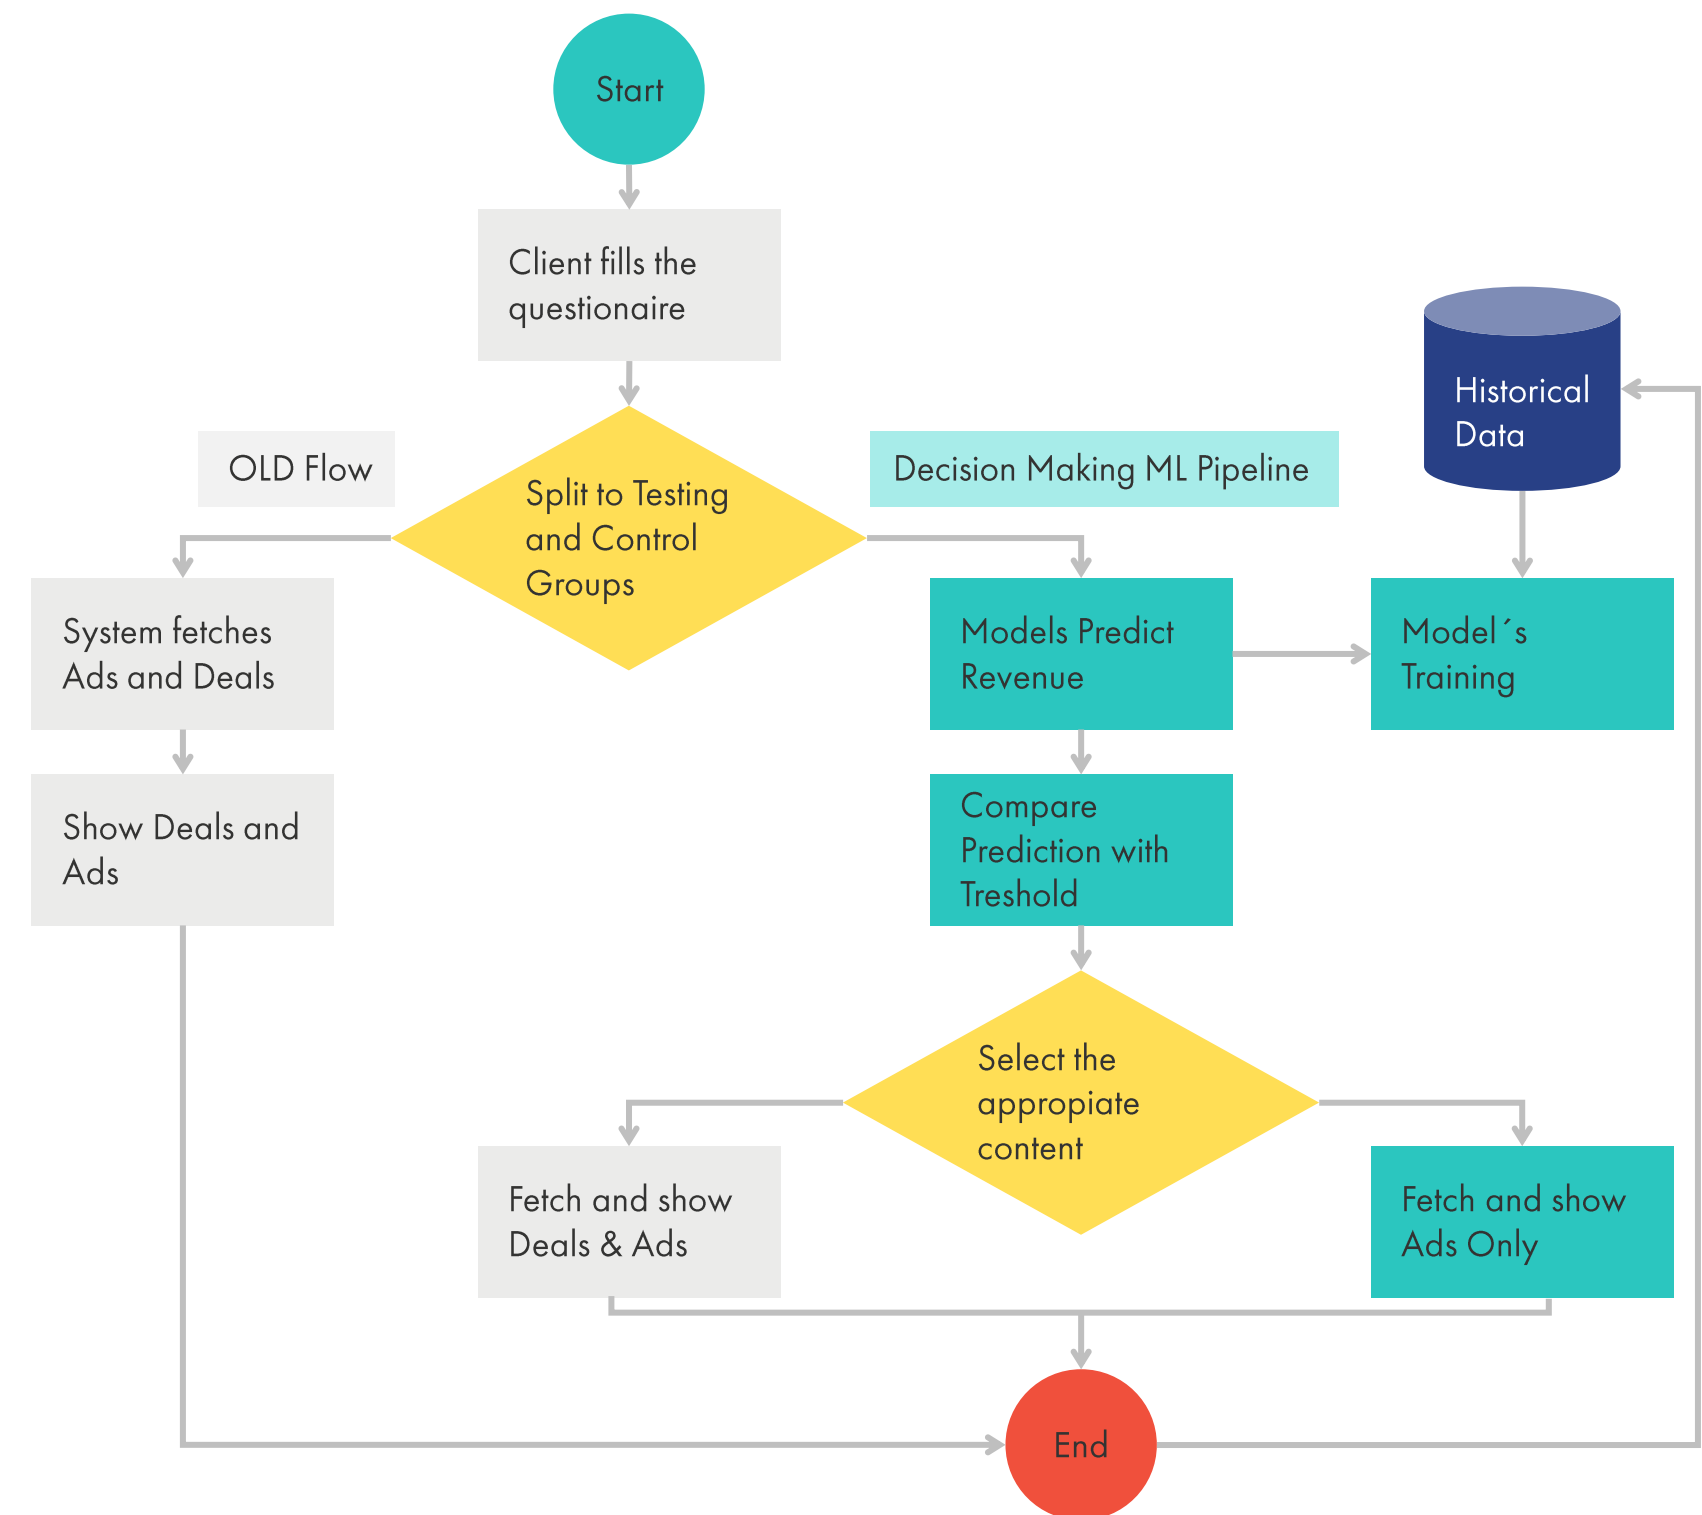 Start
Client fills the
questionaire
OLD Flow
Decision Making ML Pipeline
Historical
Data
Split to Testing
and Control
Groups
System fetches
Ads and Deals
Models Predict
Revenue
Model´s
Training
Show Deals and
Ads
Compare
Prediction with
Treshold
Select the
appropiate
content
Fetch and show
Deals & Ads
Fetch and show
Ads Only
End